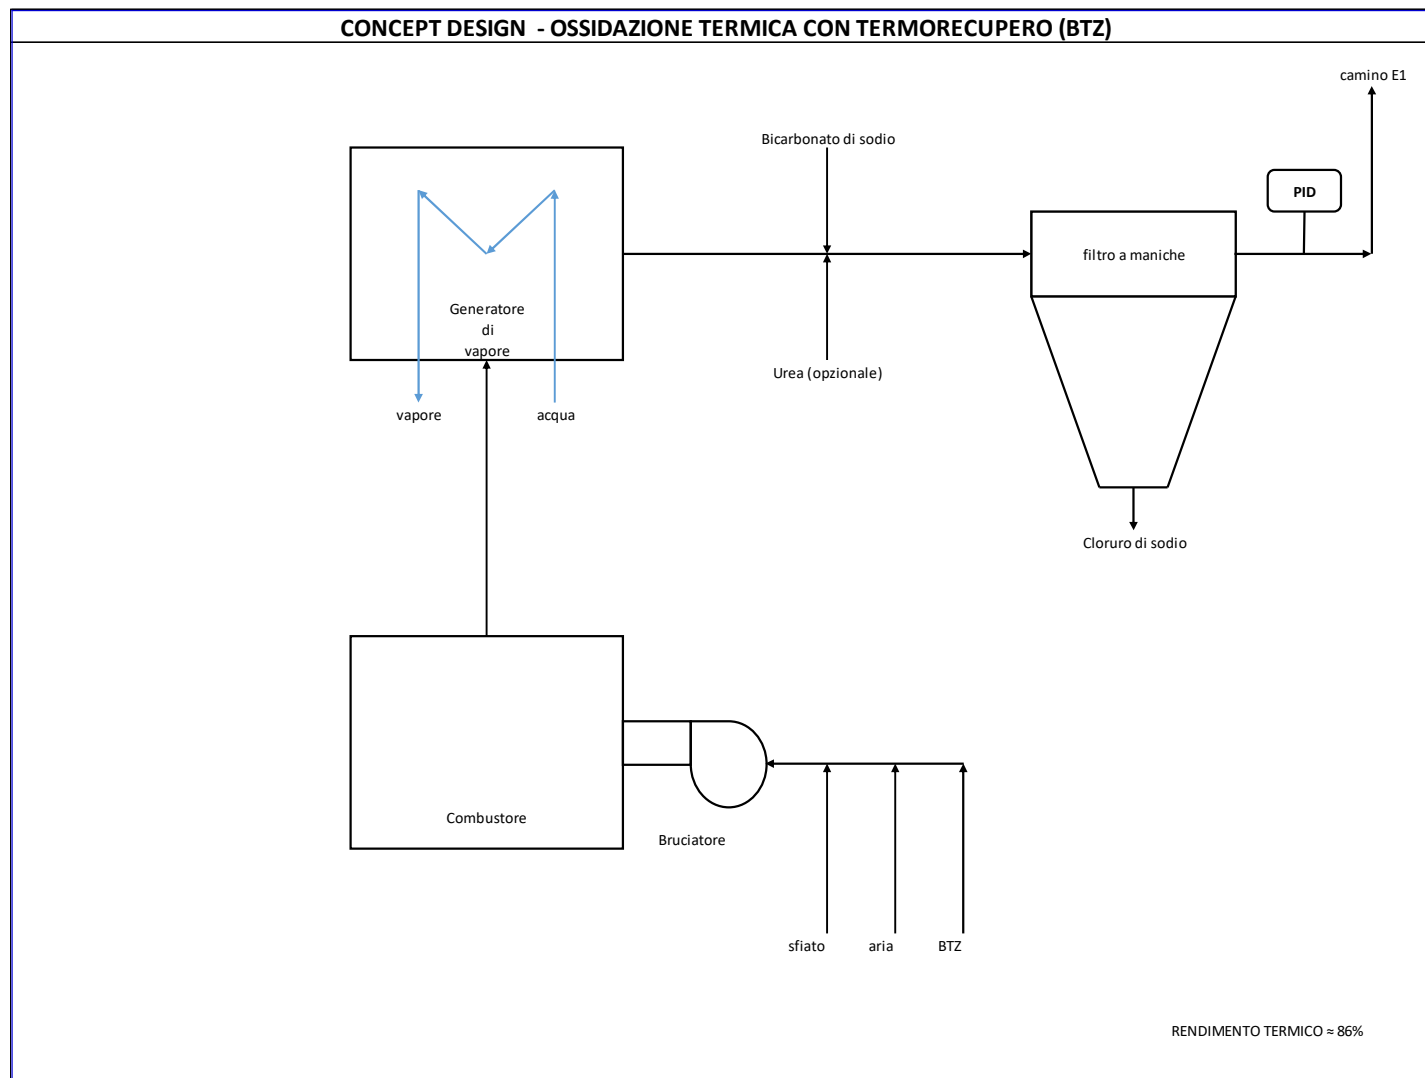 CONCEPT DESIGN - OSSIDAZIONE TERMICA CON TERMORECUPERO (BTZ)
camino E1
Bicarbonato di sodio
PID
filtro a maniche
Generatore
di
vapore
Urea (opzionale)
vapore
acqua
Cloruro di sodio
Combustore
Bruciatore
sfiato
aria
BTZ
RENDIMENTO TERMICO ≈ 86%